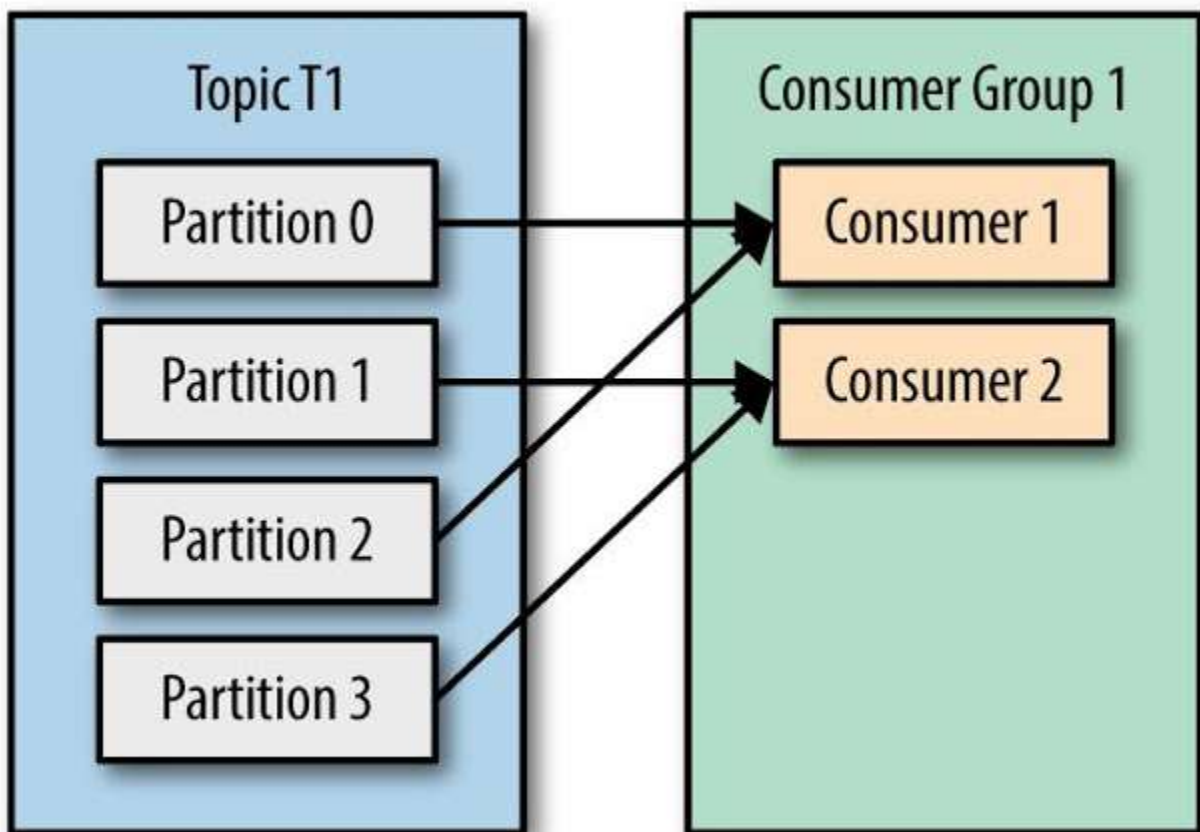 Topic T1
Partition 0
Partition 1
Partition 2
Partition 3
Consumer Group 1
Consumer 1
Consumer 2